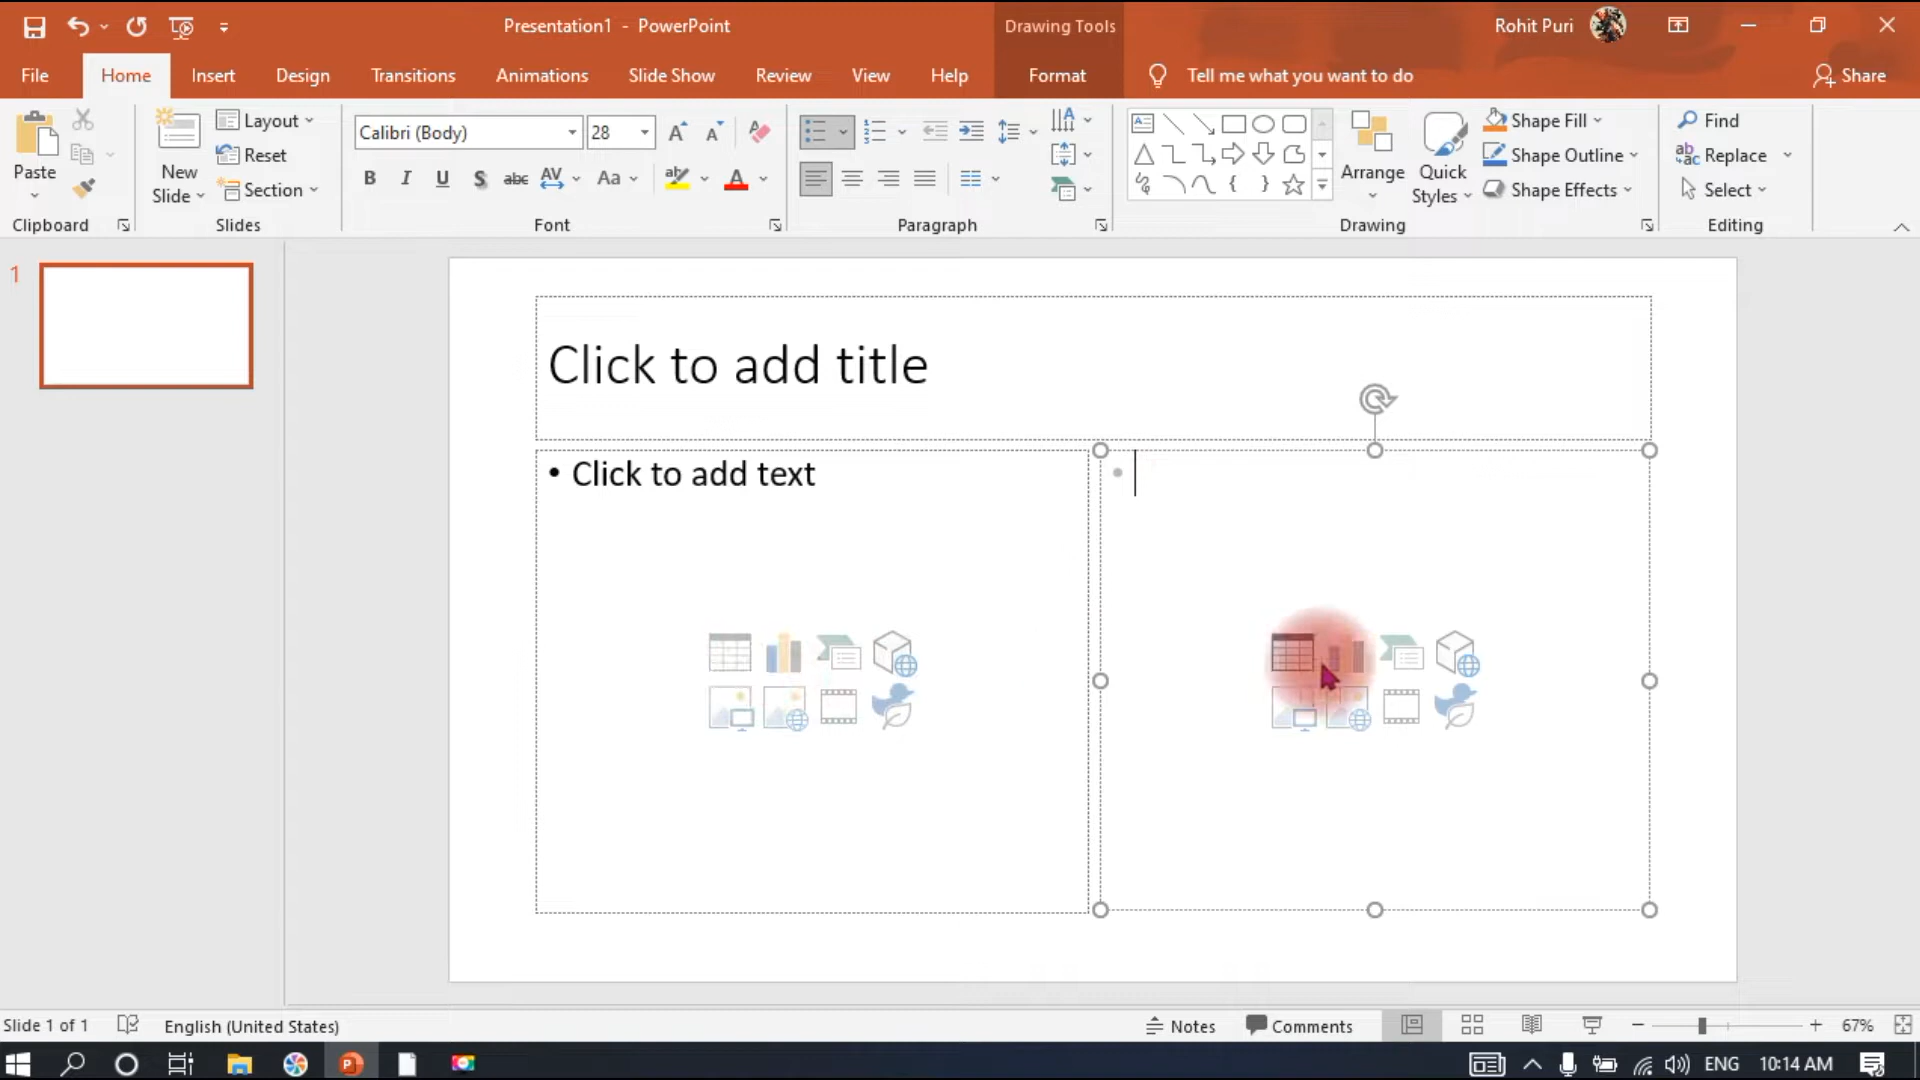 Presentation1 - PowerPoint
Drawing Tools
Rohit Puri
File
Home
Insert
Design
Transitions
Animations
Slide Show
Review
View
Help
Format
Tell me what you want to do
Share
Paste
New
Slide
Layout
Reset
Section
Calibri (Body)
28
B
I
U
S
abc
AV
Aa
A
Arrange
Quick
Styles
Shape Fill
Shape Outline
Shape Effects
Find
Replace
Select
Clipboard
Slides
Font
Paragraph
Drawing
Editing
1
Click to add title
• Click to add text
Slide 1 of 1
English (United States)
Notes
Comments
67%
ENG
10:14 AM